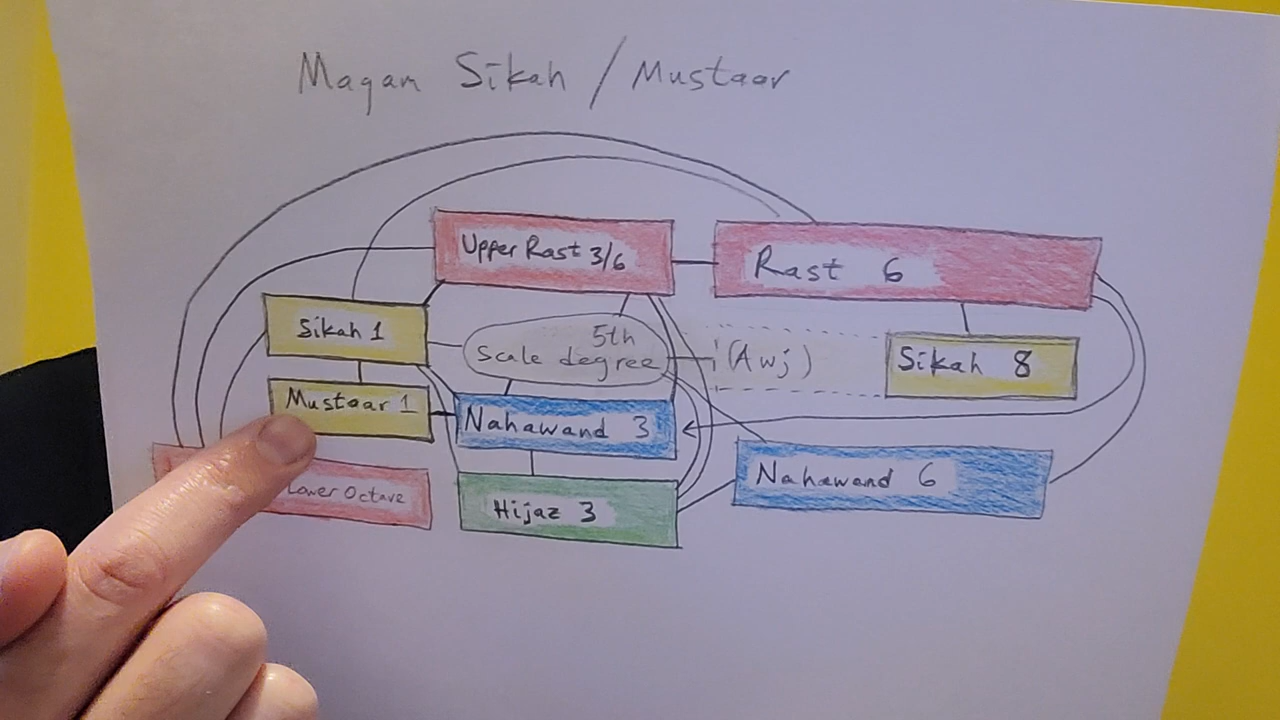 Maqam Sikah / Mustaar
Upper Rast 3/6
Rast 6
Sikah 1
5th
Scale degree
(Awj)
Sikah 8
Mustaar 1
Nahawand 3
Nahawand 6
Lower Octave
Hijaz 3